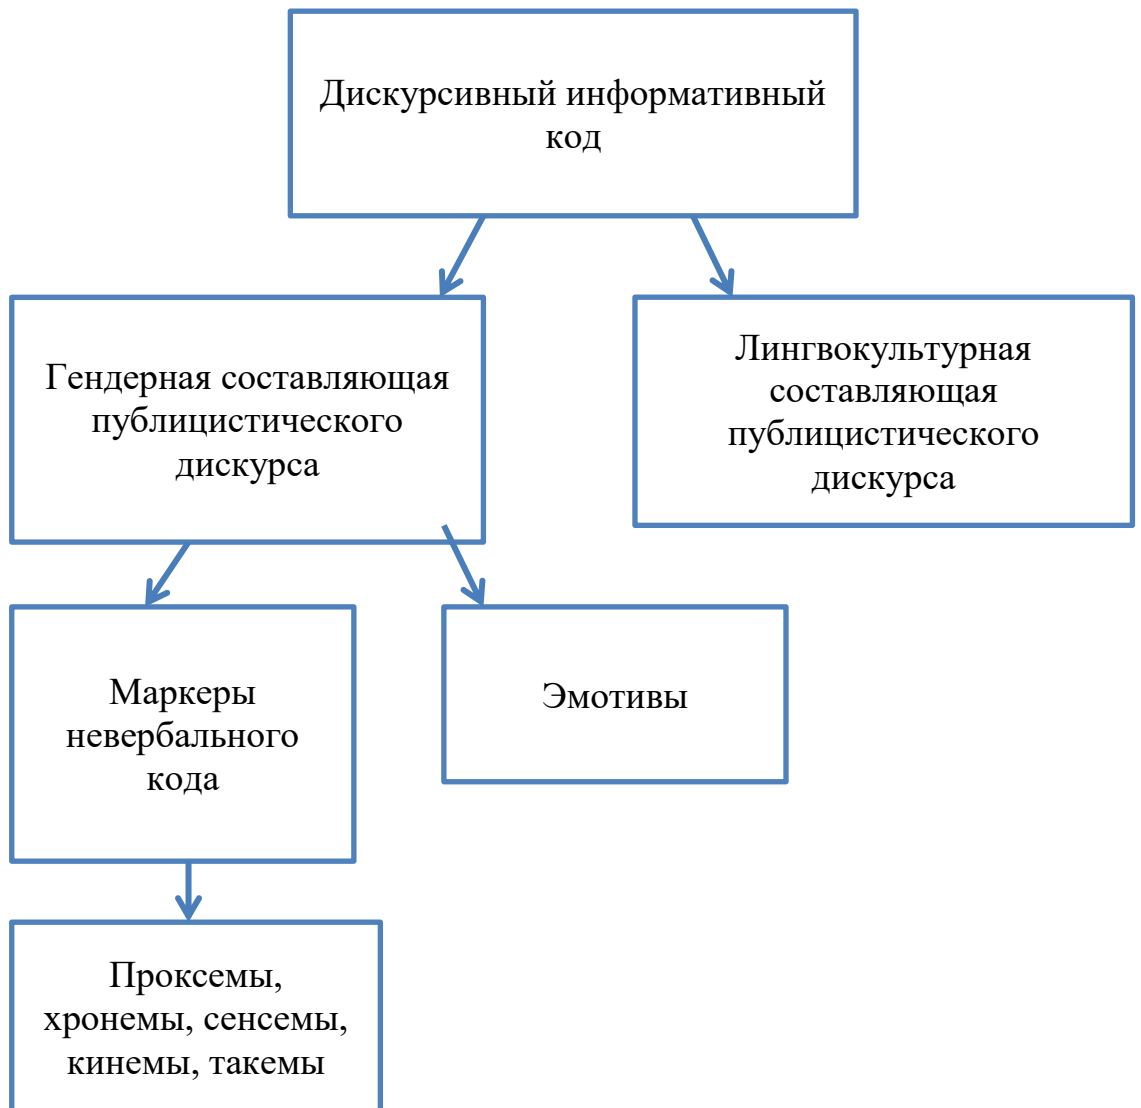 Дискурсивный информативный
код
Гендерная составляющая
публицистического
дискурса
Лингвокультурная
составляющая
публицистического
дискурса
Маркеры
невербального
кода
Эмотивы
Проксемы,
хронемы, сенсемы,
кинемы, такемы